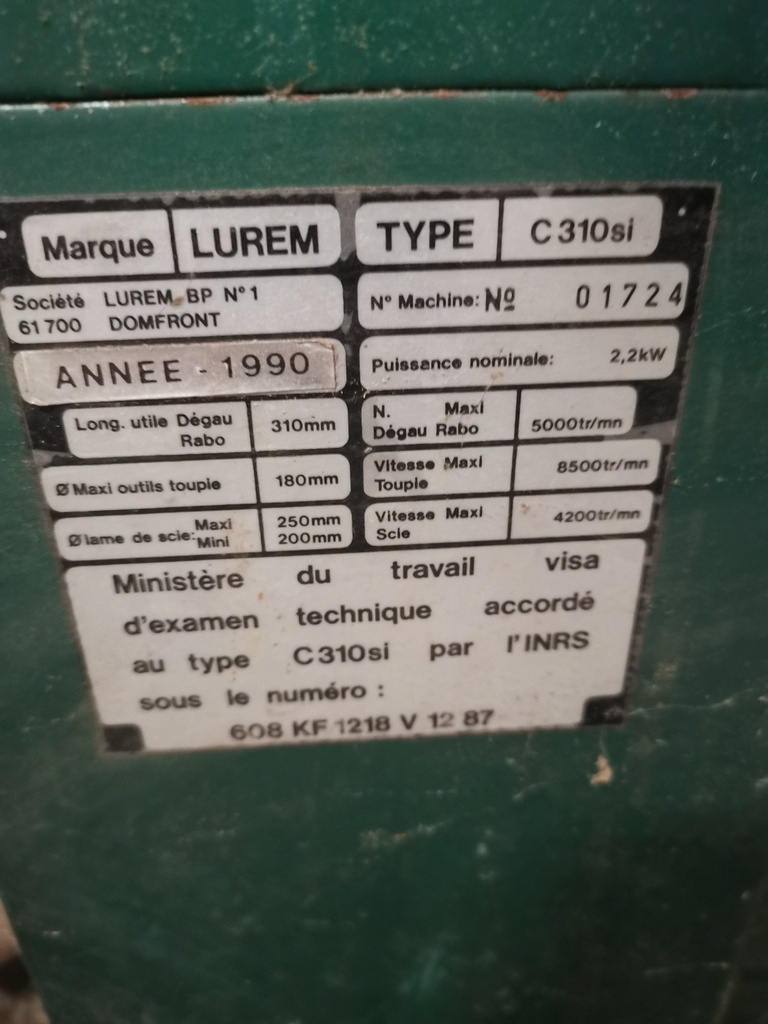 Marque LUREM TYPE C310si
Société LUREM BP N°1
61700 DOMFRONT
N° Machine: Nº 01724
ANNEE - 1990
Puissance nominale: 2,2kW
Long. utile Dégau
Rabo
310mm
N. Maxi
Dégau Rabo
5000tr/mn
Ø Maxi outils toupie 180mm
Vitesse Maxi
Toupie
8500tr/mn
Ø lame de scie: Maxi 250mm
Mini 200mm
Vitesse Maxi
Scie
4200tr/mn
Ministère du travail visa
d'examen technique accordé
au type C310si par l'INRS
sous le numéro :
608 KF 1218 V 12 87